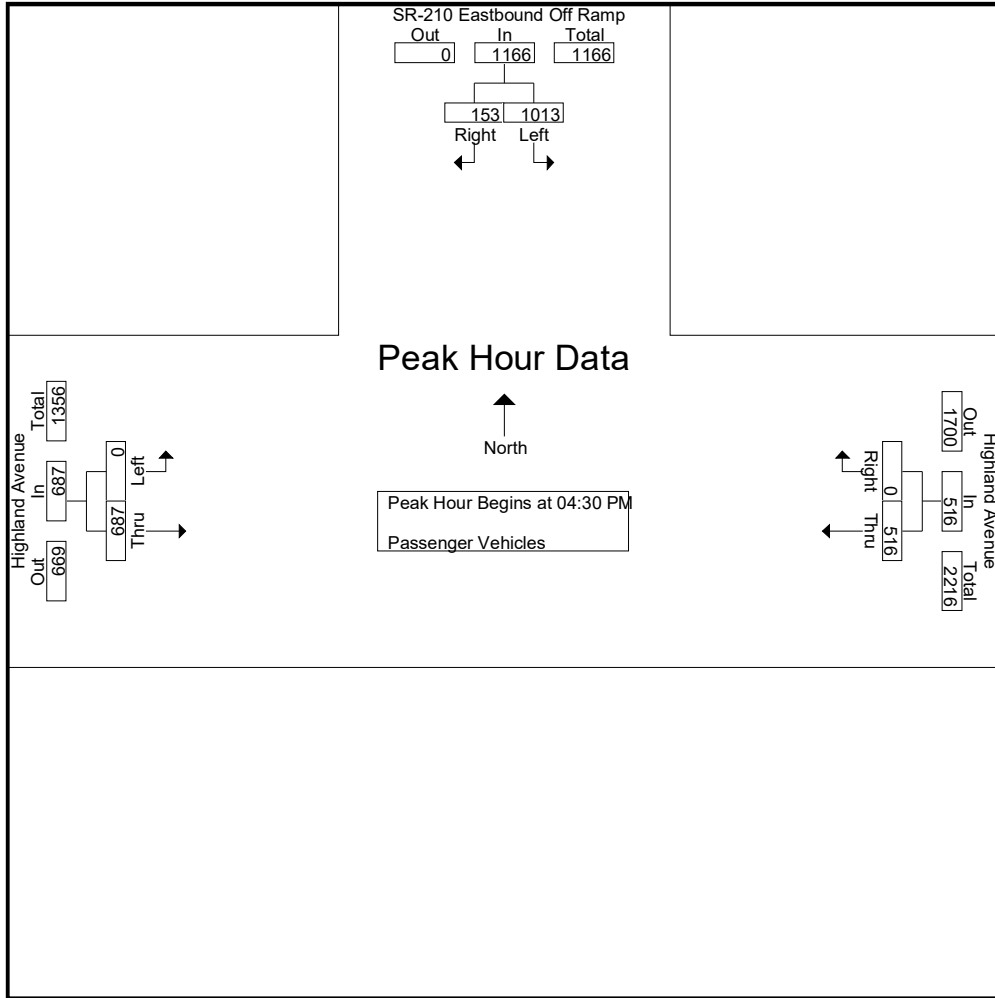 SR-210 Eastbound Off Ramp
Out In Total
0 1166 1166
153 1013
Right Left
Peak Hour Data
North
Peak Hour Begins at 04:30 PM
Passenger Vehicles
Highland Avenue
Out In Total
669 687 1356
0 687
Left Thru
Highland Avenue
Out In Total
1700 516 2216
Right Thru
0 516